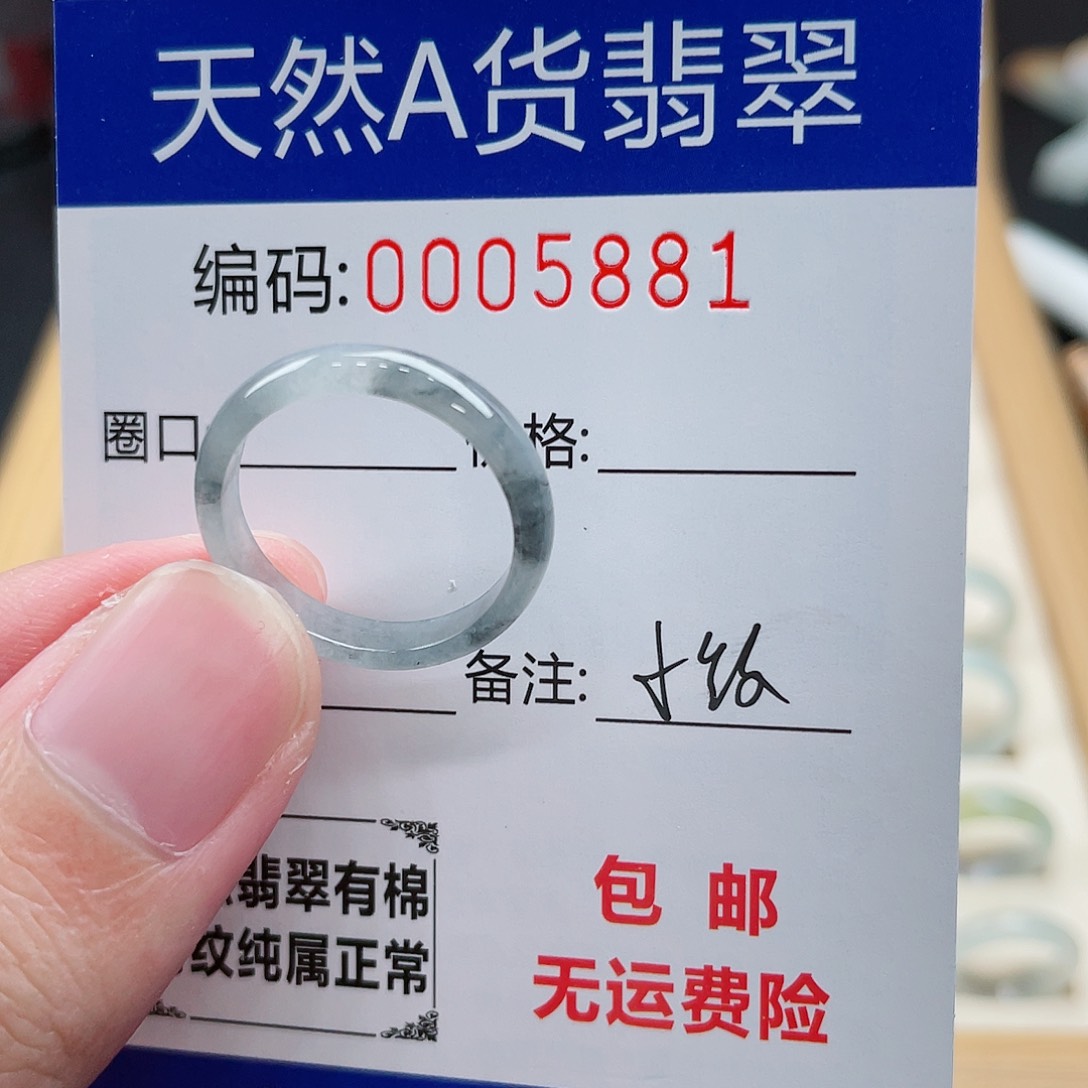 天然A货翡翠
编码:0005881
圈口 格:
备注:
翡翠有棉
纹纯属正常
包邮
无运费险